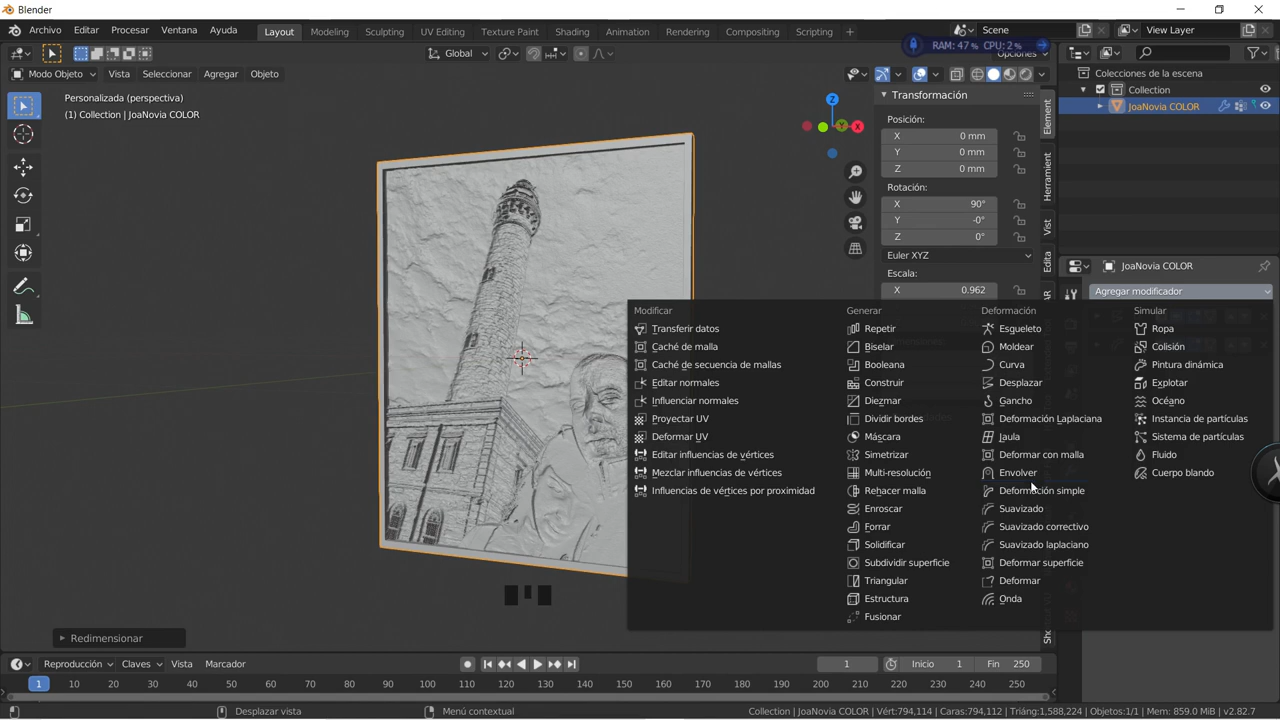 Blender
Archivo Editar Procesar Ventana Ayuda
Layout Modeling Sculpting UV Editing Texture Paint Shading Animation Rendering Compositing Scripting +
Scene
View Layer
RAM: 47 % CPU: 2 %
Global
Opciones
Modo Objeto Vista Seleccionar Agregar Objeto
Personalizada (perspectiva)
(1) Collection | JoaNovia COLOR
Z
Y
X
Transformación
Posición:
X 0 mm
Y 0 mm
Z 0 mm
Rotación:
X 90°
Y -0°
Z 0°
Euler XYZ
Escala:
X 0.962
Element
Herramient
Vist
Edita
Colecciones de la escena
Collection
JoaNovia COLOR
JoaNovia COLOR
Agregar modificador
Modificar
Transferir datos
Caché de malla
Caché de secuencia de mallas
Editar normales
Influenciar normales
Proyectar UV
Deformar UV
Editar influencias de vértices
Mezclar influencias de vértices
Influencias de vértices por proximidad
Generar
Repetir
Biselar
Booleana
Construir
Diezmar
Dividir bordes
Máscara
Simetrizar
Multi-resolución
Rehacer malla
Enroscar
Forrar
Solidificar
Subdividir superficie
Triangular
Estructura
Fusionar
Deformación
Esgueleto
Moldear
Curva
Desplazar
Gancho
Deformación Laplaciana
Jaula
Deformar con malla
Envolver
Deformación simple
Suavizado
Suavizado correctivo
Suavizado laplaciano
Deformar superficie
Deformar
Onda
Simular
Ropa
Colisión
Pintura dinámica
Explotar
Océano
Instancia de partículas
Sistema de partículas
Fluido
Cuerpo blando
Redimensionar
Reproducción Claves Vista Marcador
1 Inicio 1 Fin 250
1 10 20 30 40 50 60 70 80 90 100 110 120 130 140 150 160 170 180 190 200 210 220 230 240 250
Desplazar vista
Menú contextual
Collection | JoaNovia COLOR | Vért:794,114 | Caras:794,112 | Triáng:1,588,224 | Objetos:1/1 | Mem: 859.0 MiB | v2.82.7